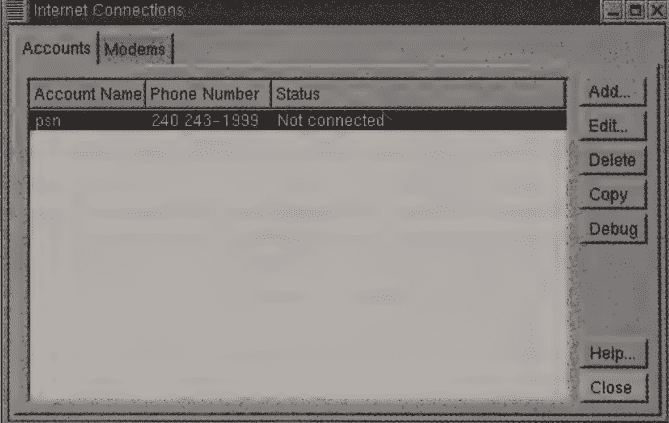 Internet Connections
Accounts Modems
Account Name Phone Number Status
psn 240 243-1999 Not connected
Add...
Edit...
Delete
Copy
Debug
Help...
Close